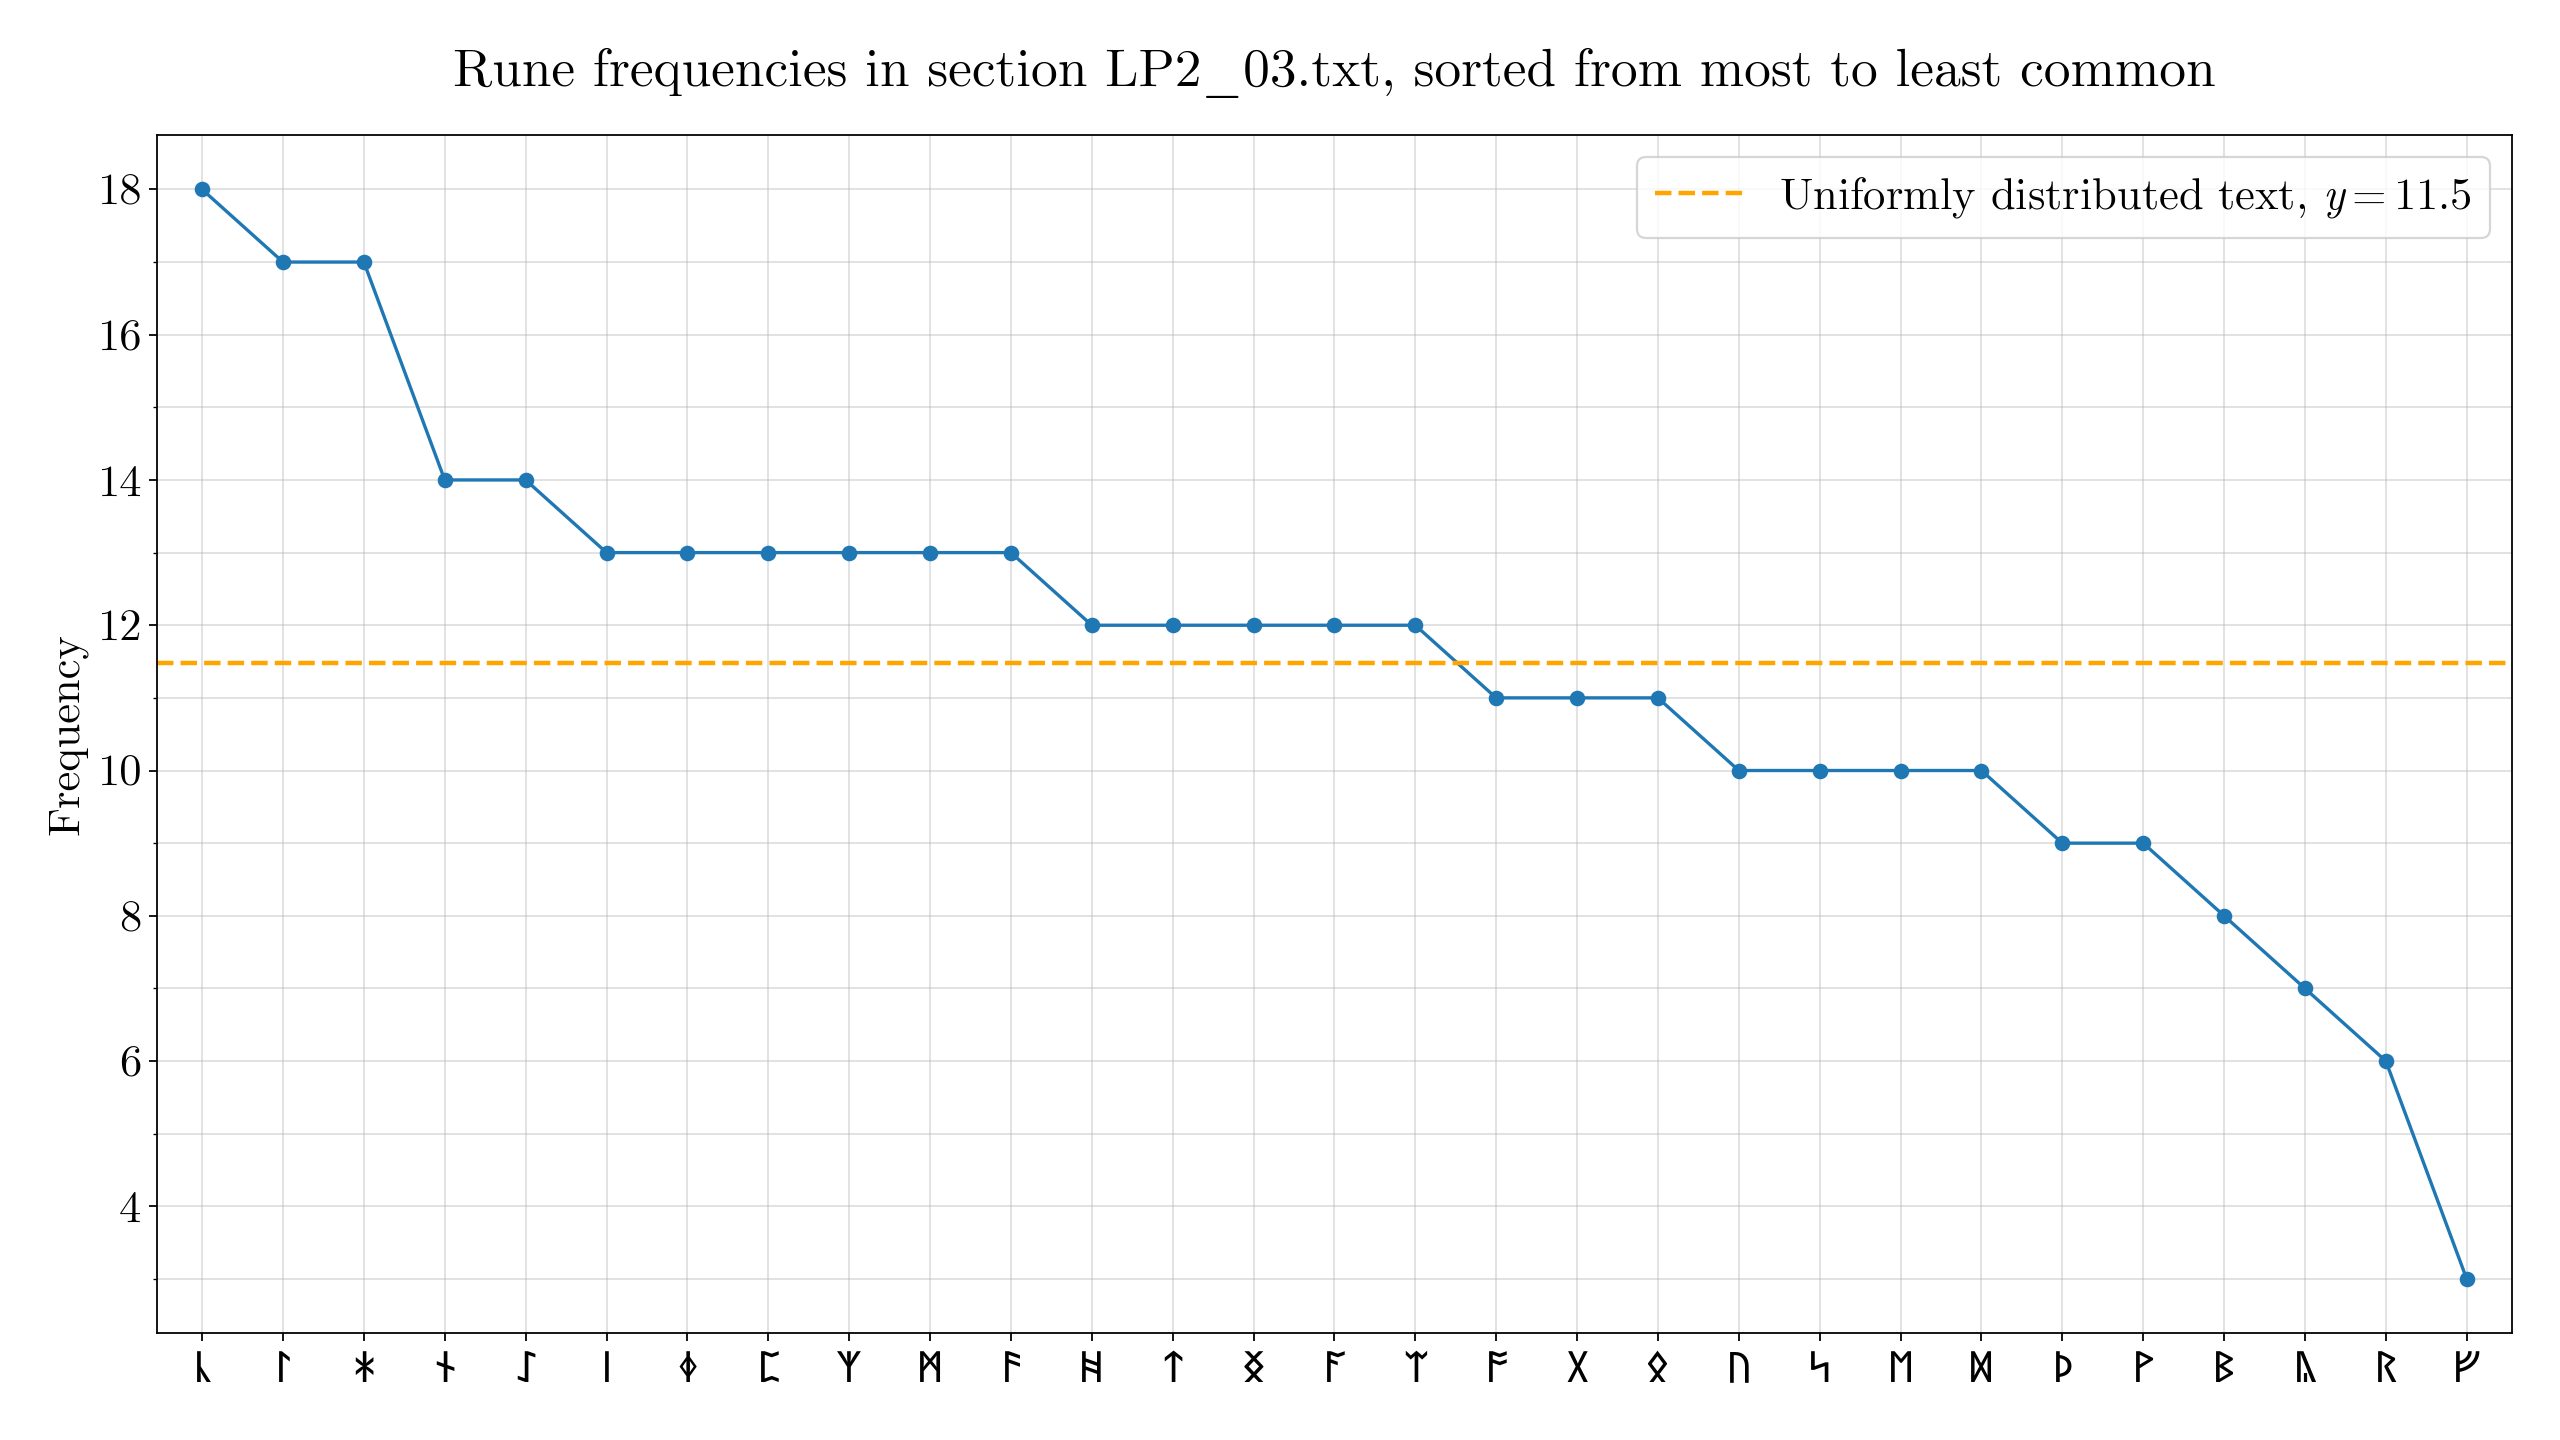 Rune frequencies in section LP2_03.txt, sorted from most to least common
Uniformly distributed text, y = 11.5
Frequency
18
16
14
12
10
8
6
4
ᚳ ᛚ ᛡ ᚾ ᛇ ᛁ ᛄ ᛈ ᛉ ᛗ ᚪ ᚻ ᛏ ᛝ ᚩ ᛠ ᚫ ᚷ ᛟ ᚢ ᛋ ᛖ ᛞ ᚦ ᚹ ᛒ ᚣ ᚱ ᚠ